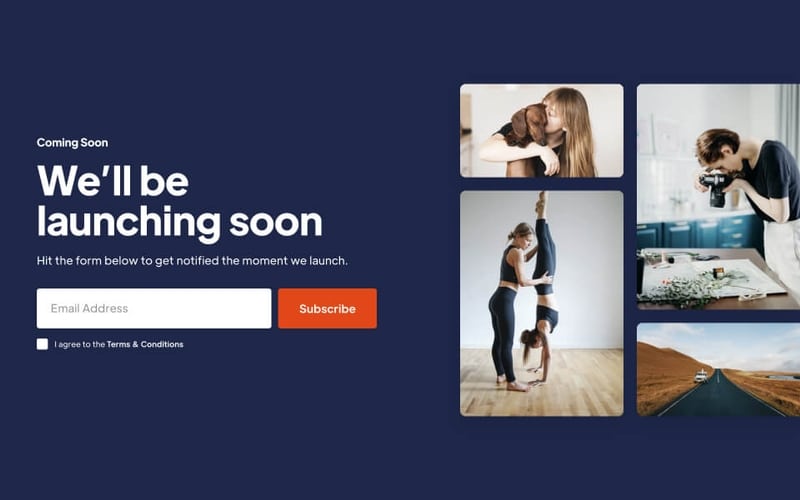 Coming Soon
We’ll be
launching soon
Hit the form below to get notified the moment we launch.
Email Address
Subscribe
I agree to the Terms & Conditions